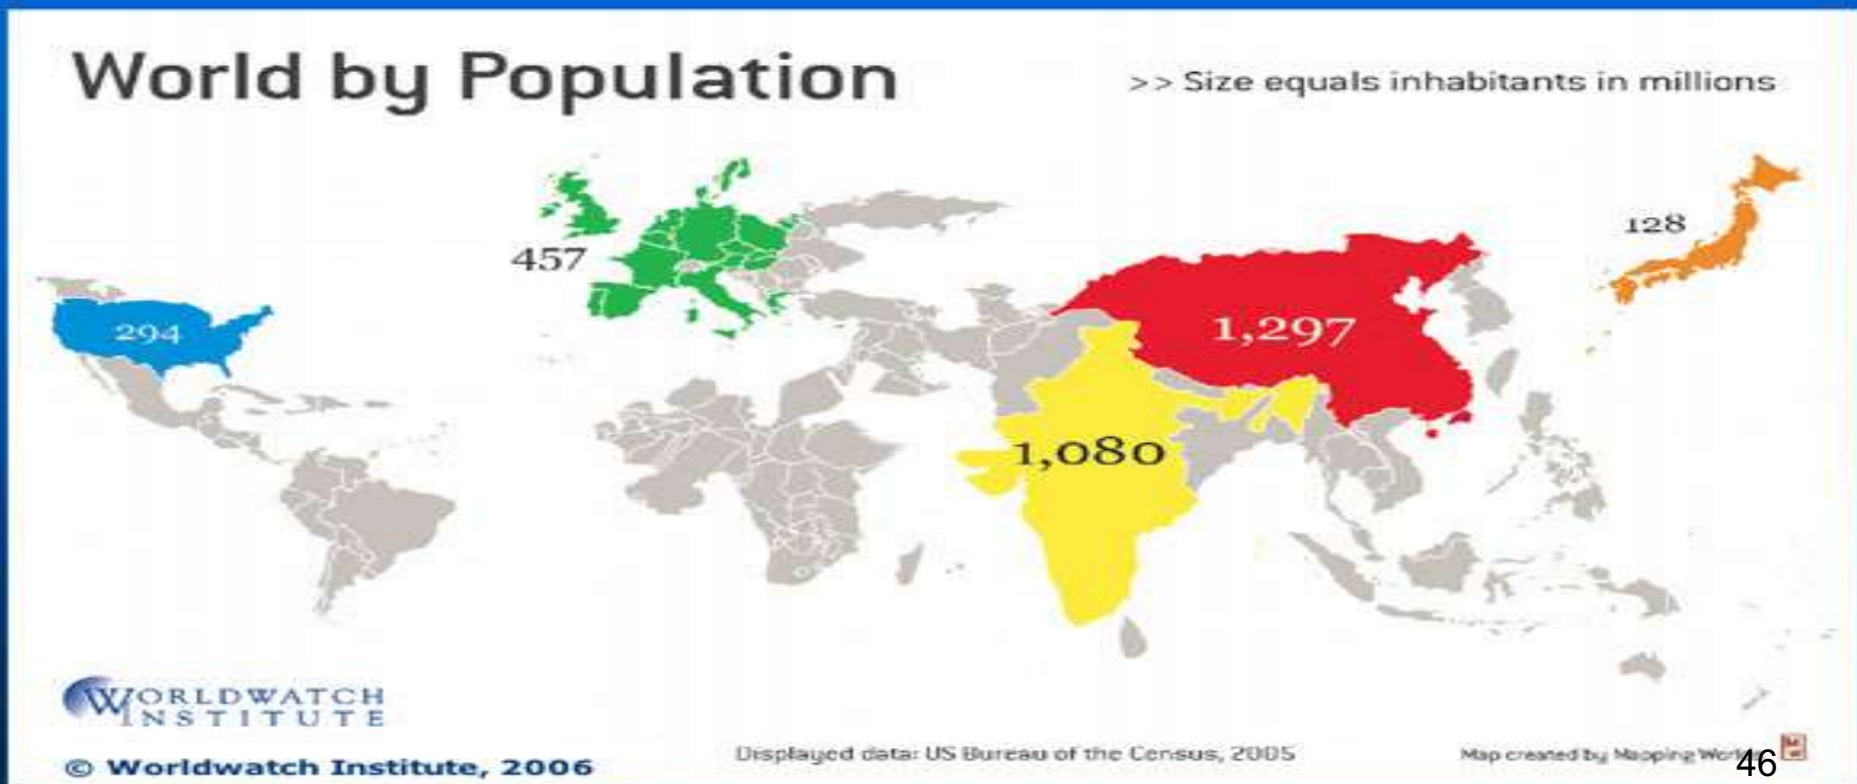 World by Population
>> Size equals inhabitants in millions
128
457
294
1,297
1,080
WORLDWATCH
INSTITUTE
© Worldwatch Institute, 2006
Displayed data: US Bureau of the Census, 2005
Map created by Mapping
46